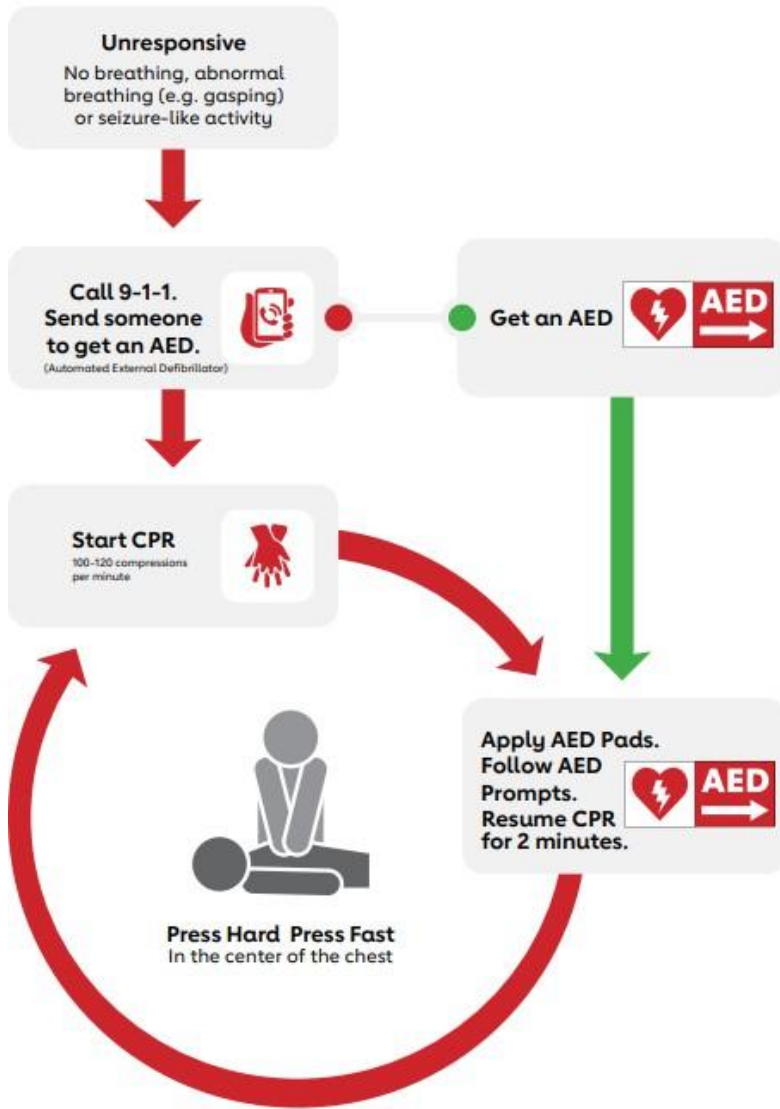 Unresponsive
No breathing, abnormal
breathing (e.g. gasping)
or seizure-like activity
Call 9-1-1.
Send someone
to get an AED.
(Automated External Defibrillator)
Get an AED
AED
Start CPR
100-120 compressions
per minute
Apply AED Pads.
Follow AED
Prompts.
Resume CPR
for 2 minutes.
AED
Press Hard Press Fast
In the center of the chest